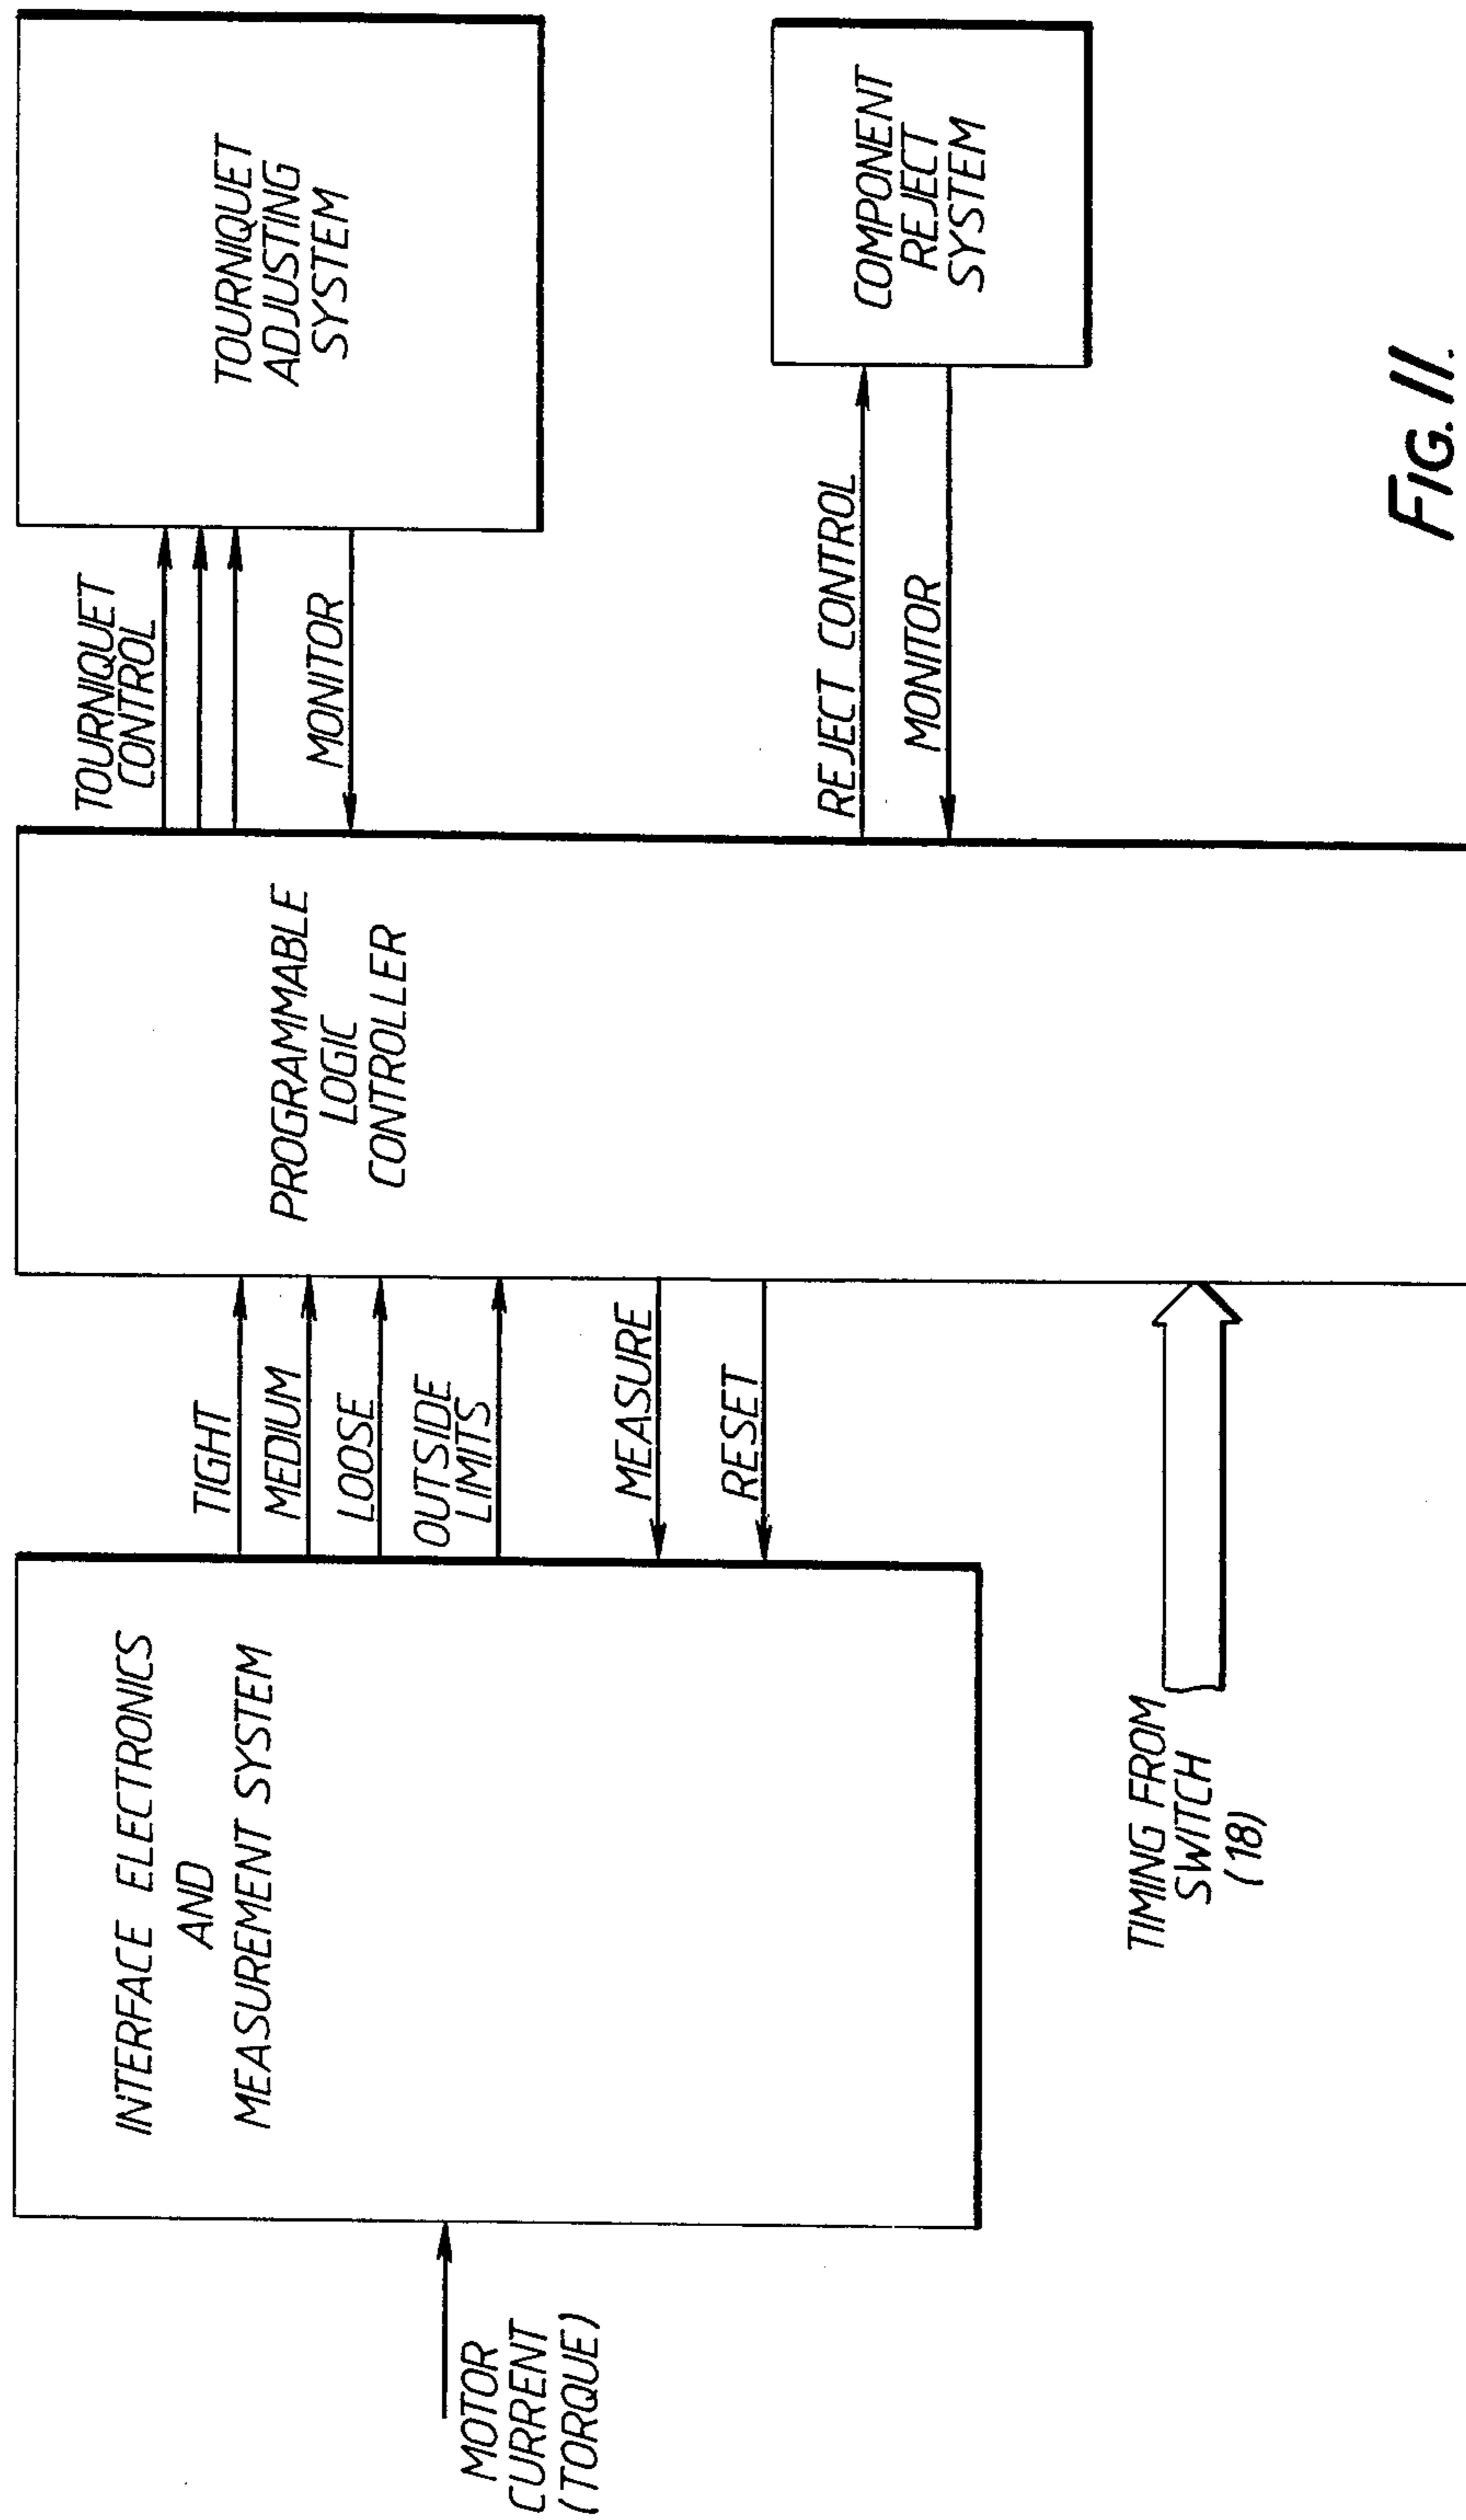 MOTOR
CURRENT
(TORQUE)
INTERFACE ELECTRONICS
AND
MEASUREMENT SYSTEM
TIGHT
MEDIUM
LOOSE
OUTSIDE
LIMITS
MEASURE
RESET
TIMING FROM
SWITCH
(18)
PROGRAMMABLE
LOGIC
CONTROLLER
TOURNIQUET
CONTROL
MONITOR
REJECT CONTROL
MONITOR
TOURNIQUET
ADJUSTING
SYSTEM
COMPONENT
REJECT
SYSTEM
FIG. 11.